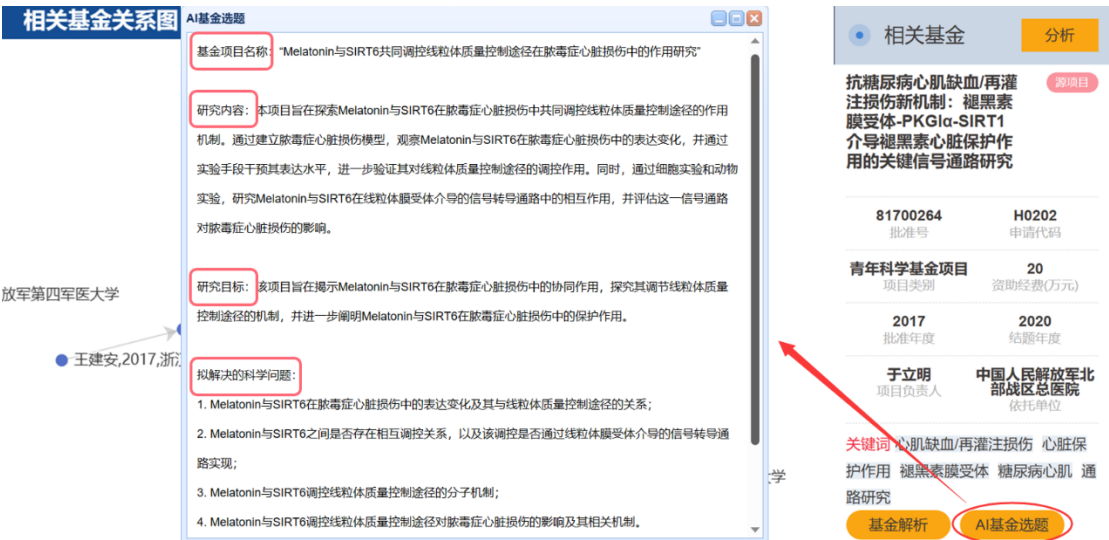 相关基金关系图
AI基金选题
基金项目名称: “Melatonin与SIRT6共同调控线粒体质量控制途径在脓毒症心脏损伤中的作用研究”
研究内容: 本项目旨在探索Melatonin与SIRT6在脓毒症心脏损伤中共同调控线粒体质量控制途径的作用
机制。通过建立脓毒症心脏损伤模型，观察Melatonin与SIRT6在脓毒症心脏损伤中的表达变化，并通过
实验手段干预其表达水平，进一步验证其对线粒体质量控制途径的调控作用。同时，通过细胞实验和动物
实验，研究Melatonin与SIRT6在线粒体膜受体介导的信号转导通路中的相互作用，并评估这一信号通路
对脓毒症心脏损伤的影响。
研究目标: 该项目旨在揭示Melatonin与SIRT6在脓毒症心脏损伤中的协同作用，探究其调节线粒体质量
控制途径的机制，并进一步阐明Melatonin与SIRT6在脓毒症心脏损伤中的保护作用。
拟解决的科学问题:
1. Melatonin与SIRT6在脓毒症心脏损伤中的表达变化及其与线粒体质量控制途径的关系；
2. Melatonin与SIRT6之间是否存在相互调控关系，以及该调控是否通过线粒体膜受体介导的信号转导通
路实现；
3. Melatonin与SIRT6调控线粒体质量控制途径的分子机制；
4. Melatonin与SIRT6调控线粒体质量控制途径对脓毒症心脏损伤的影响及其相关机制。
放军第四军医大学
王建安,2017,浙江
大学
相关基金
分析
抗糖尿病心肌缺血/再灌
注损伤新机制：褪黑素
膜受体-PKGIα-SIRT1
介导褪黑素心脏保护作
用的关键信号通路研究
源项目
81700264 H0202
批准号 申请代码
青年科学基金项目 20
项目类别 资助经费(万元)
2017 2020
批准年度 结题年度
于立明 中国人民解放军北
部战区总医院
项目负责人 依托单位
关键词 心肌缺血/再灌注损伤 心脏保
护作用 褪黑素膜受体 糖尿病心肌 通
路研究
基金解析 AI基金选题